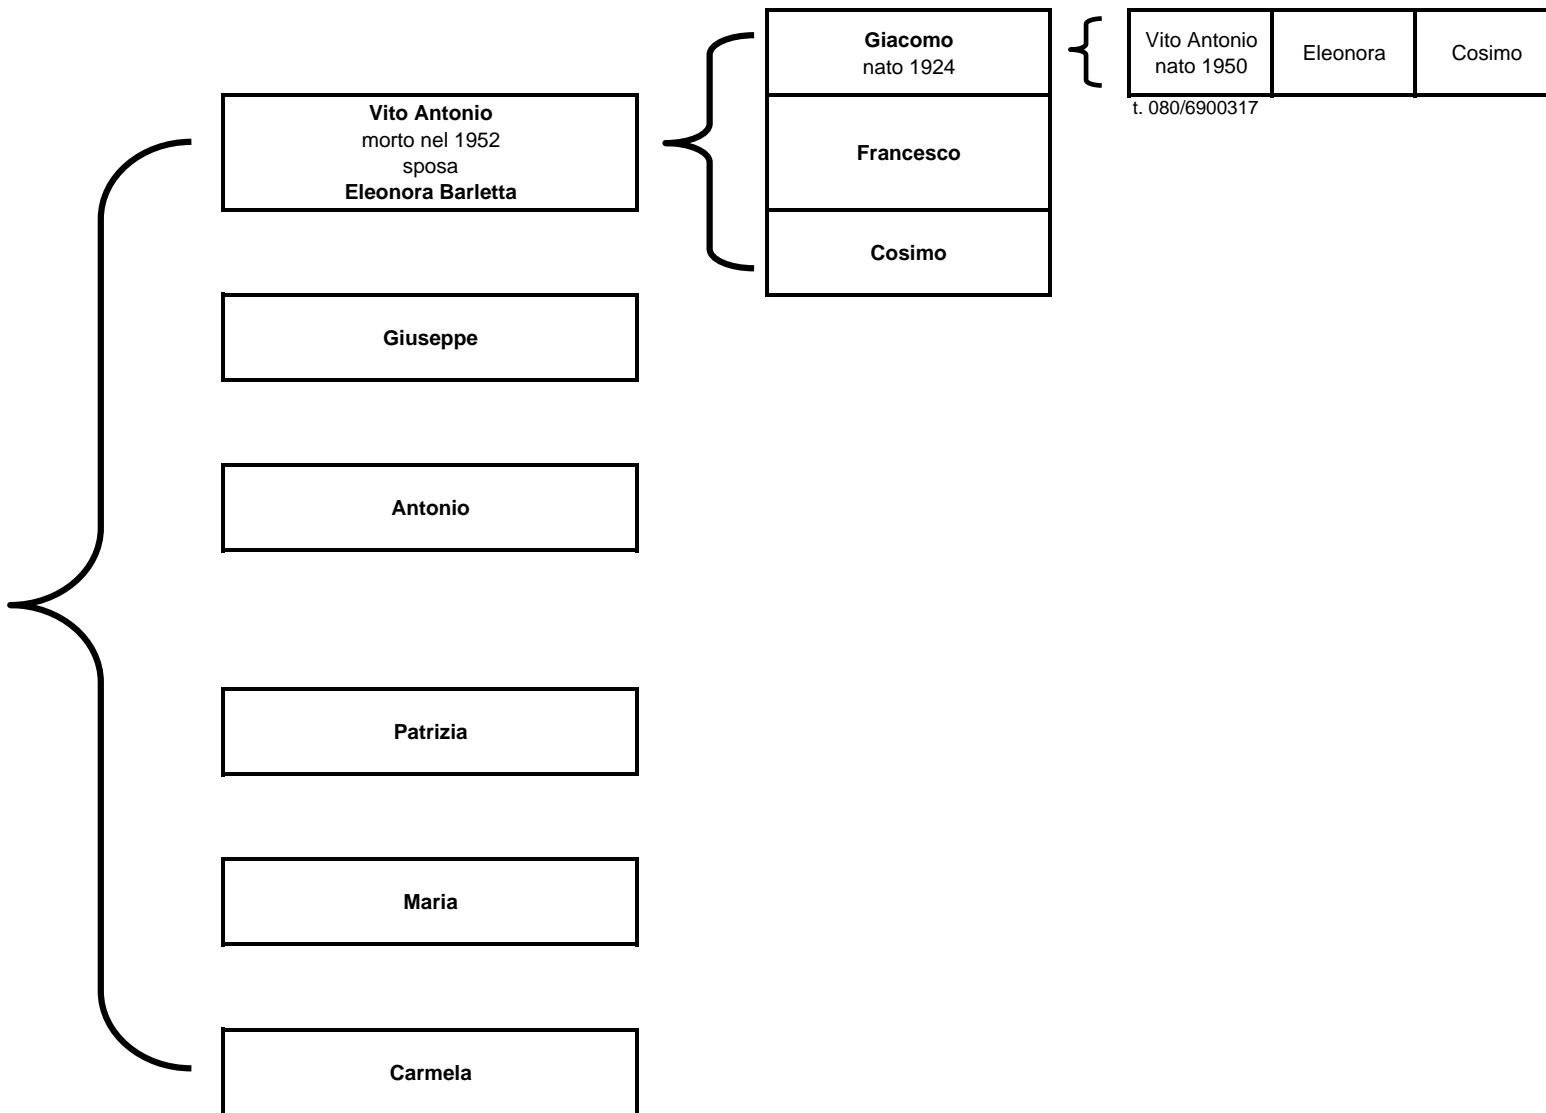 Giacomo
nato 1924
Vito Antonio
nato 1950
Eleonora
Cosimo
t. 080/6900317
Vito Antonio
morto nel 1952
sposa
Eleonora Barletta
Francesco
Cosimo
Giuseppe
Antonio
Patrizia
Maria
Carmela